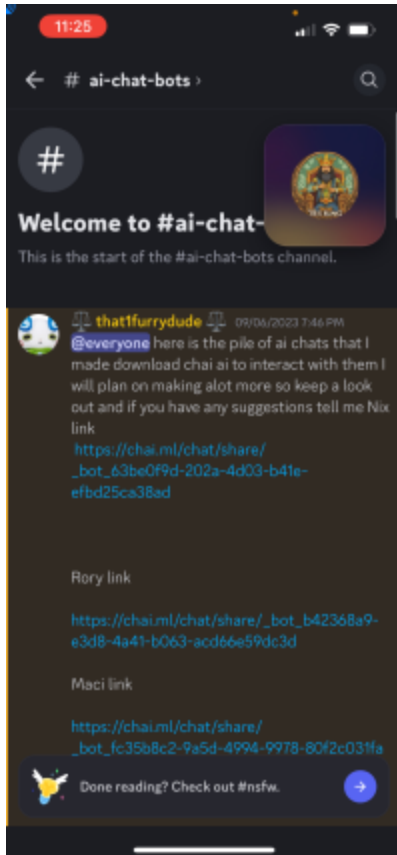 11:25
# ai-chat-bots ›
#
Welcome to #ai-chat-
This is the start of the #ai-chat-bots channel.
that1furrydude 09/06/2023 7:46 PM
@everyone here is the pile of ai chats that I
made download chai ai to interact with them I
will plan on making alot more so keep a look
out and if you have any suggestions tell me Nix
link
https://chai.ml/chat/share/
_bot_63be0f9d-202a-4d03-b41e-
efbd25ca38ad
Rory link
https://chai.ml/chat/share/_bot_b42368a9-
e3d8-4a41-b063-acd66e59dc3d
Maci link
https://chai.ml/chat/share/
_bot_fc35b8c2-9a5d-4994-9978-80f2c031fa
Done reading? Check out #nsfw.